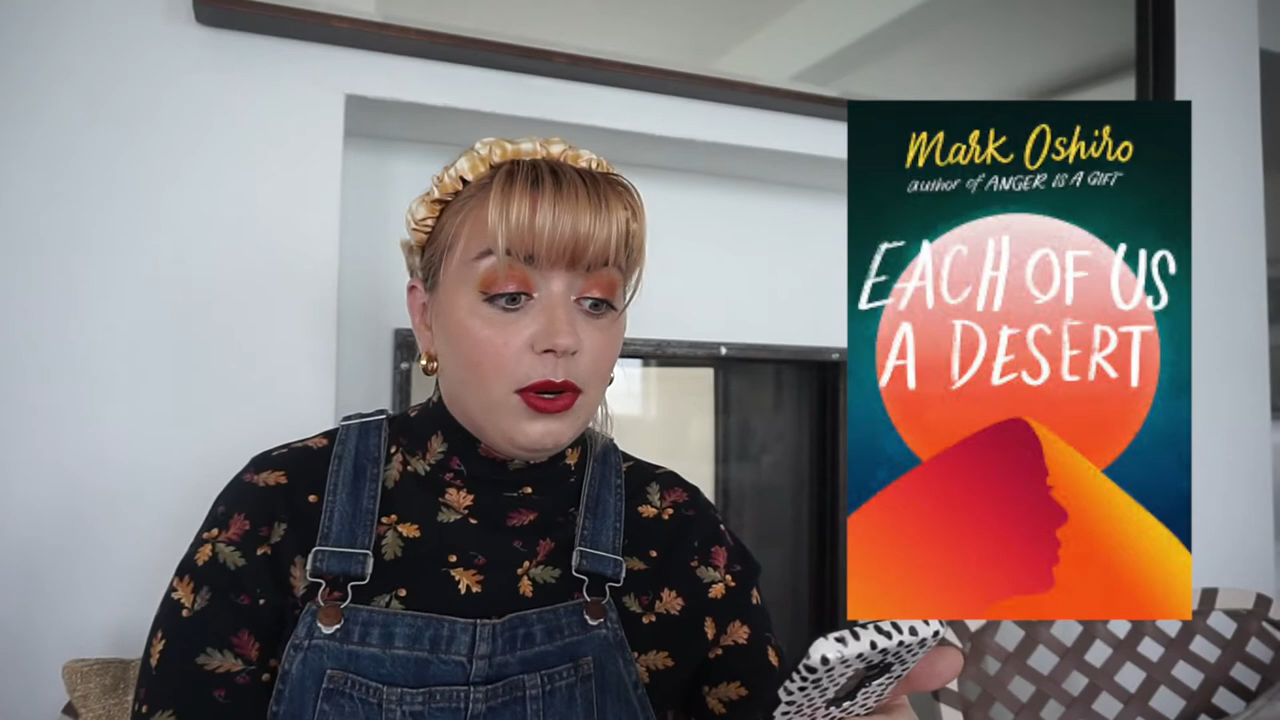 Mark Oshiro
author of ANGER IS A GIFT
EACH OF US
A DESERT